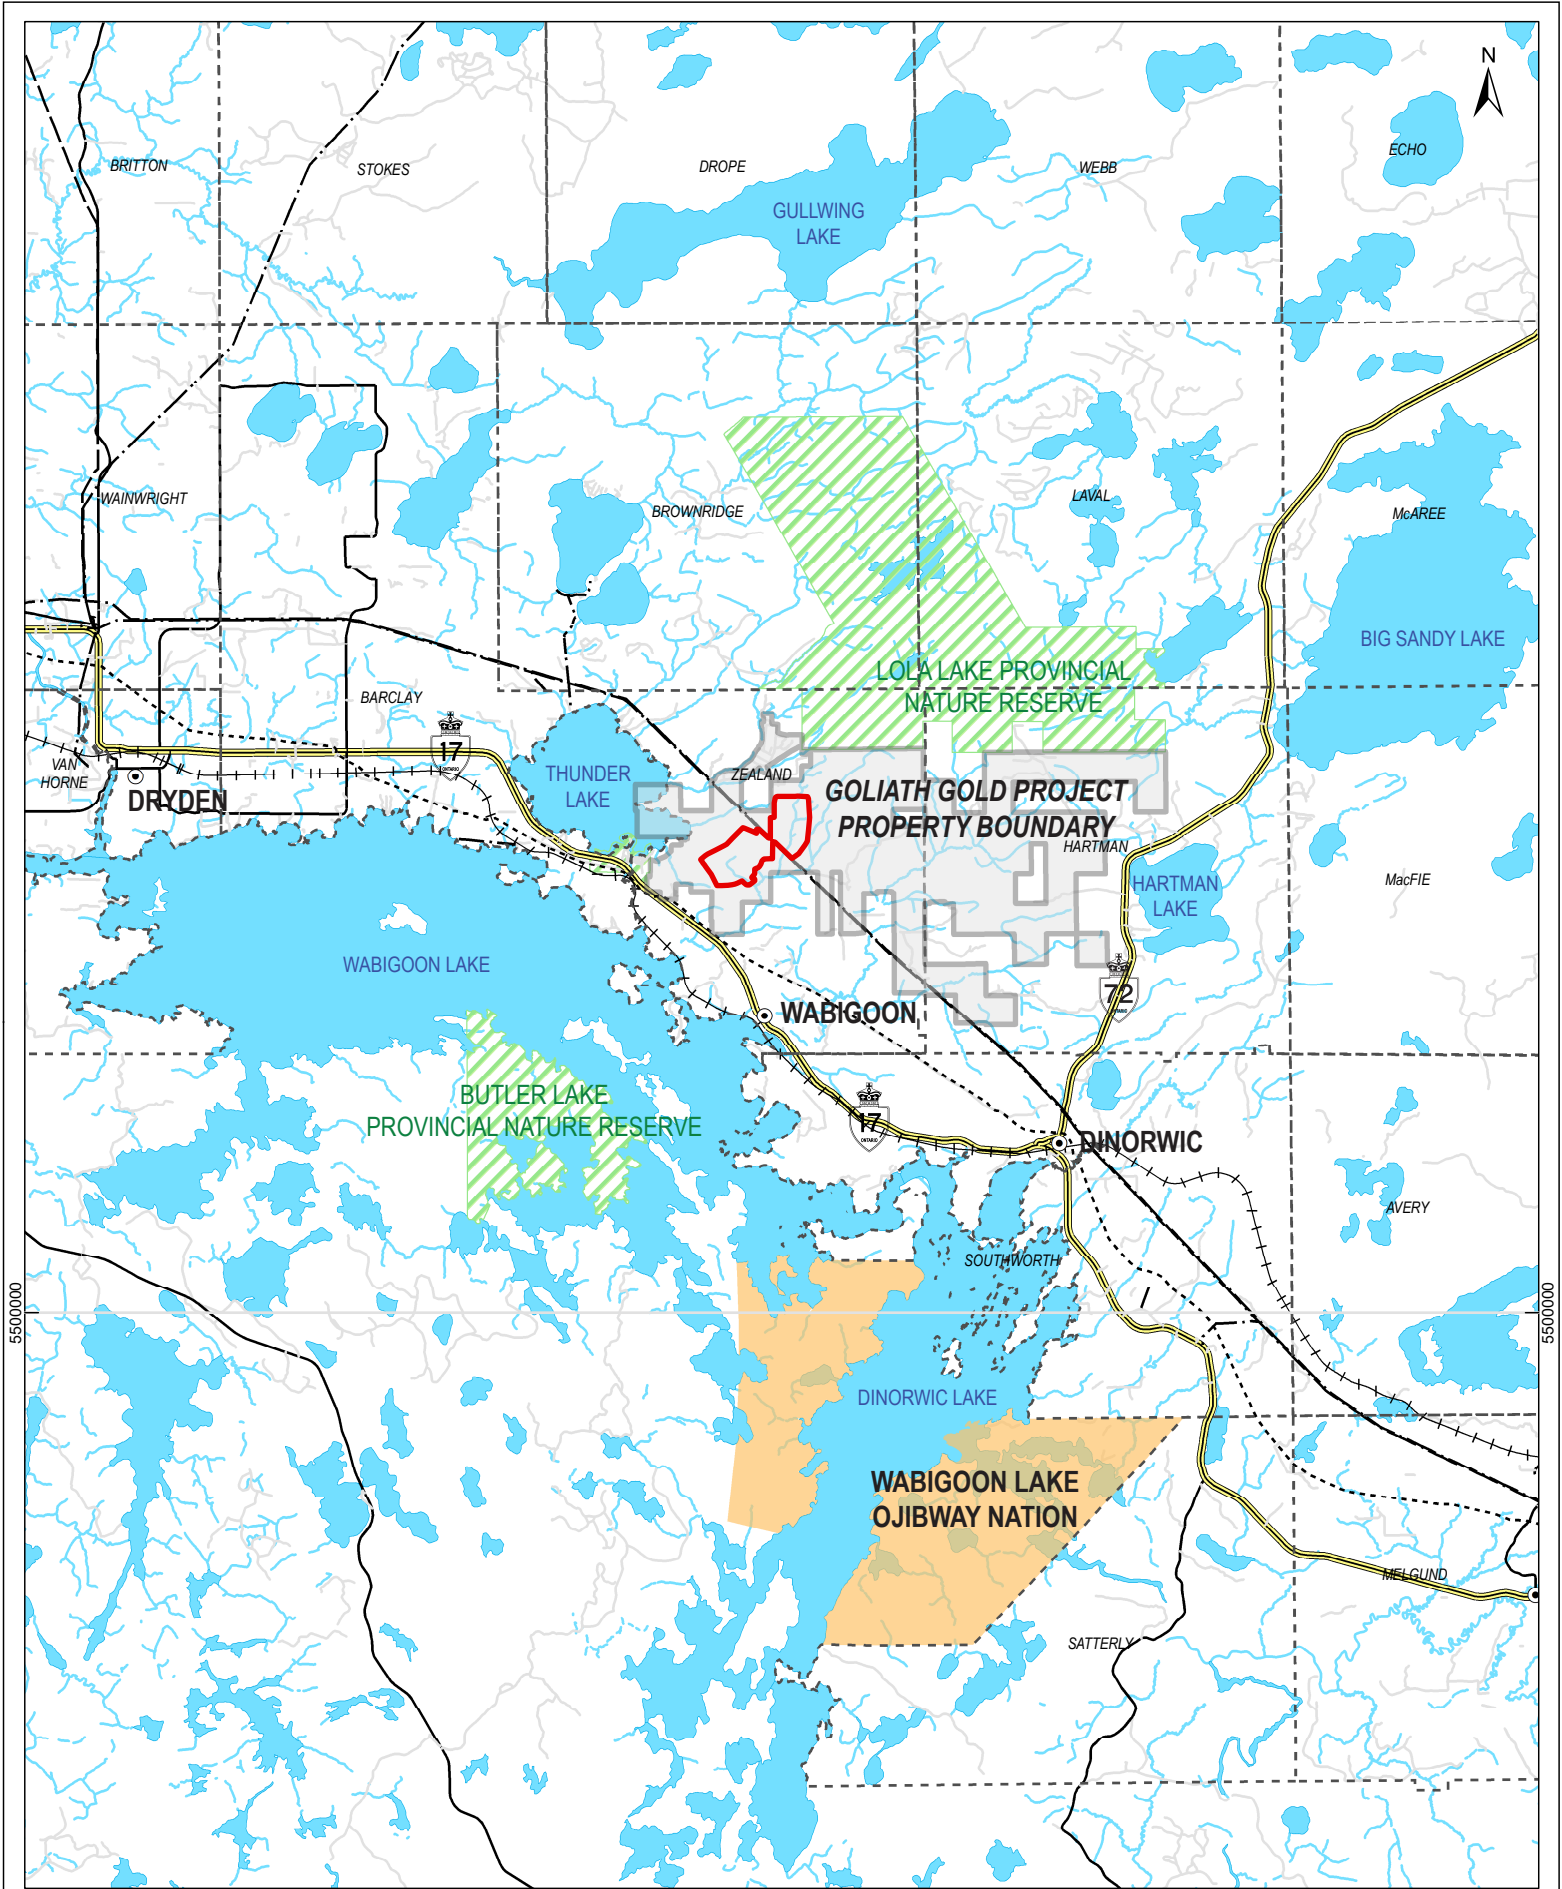 N
BRITTON
STOKES
DROPE
WEBB
ECHO
GULLWING
LAKE
WAINWRIGHT
BROWNRIDGE
LAVAL
McAREE
BIG SANDY LAKE
LOLA LAKE PROVINCIAL
NATURE RESERVE
BARCLAY
17
ONTARIO
VAN
HORNE
DRYDEN
THUNDER
LAKE
ZEALAND
GOLIATH GOLD PROJECT
PROPERTY BOUNDARY
HARTMAN
HARTMAN
LAKE
MacFIE
WABIGOON LAKE
72
ONTARIO
WABIGOON
BUTLER LAKE
PROVINCIAL NATURE RESERVE
17
ONTARIO
DINORWIC
AVERY
SOUTHWORTH
5500000
5500000
DINORWIC LAKE
WABIGOON LAKE
OJIBWAY NATION
MELGUND
SATTERLY